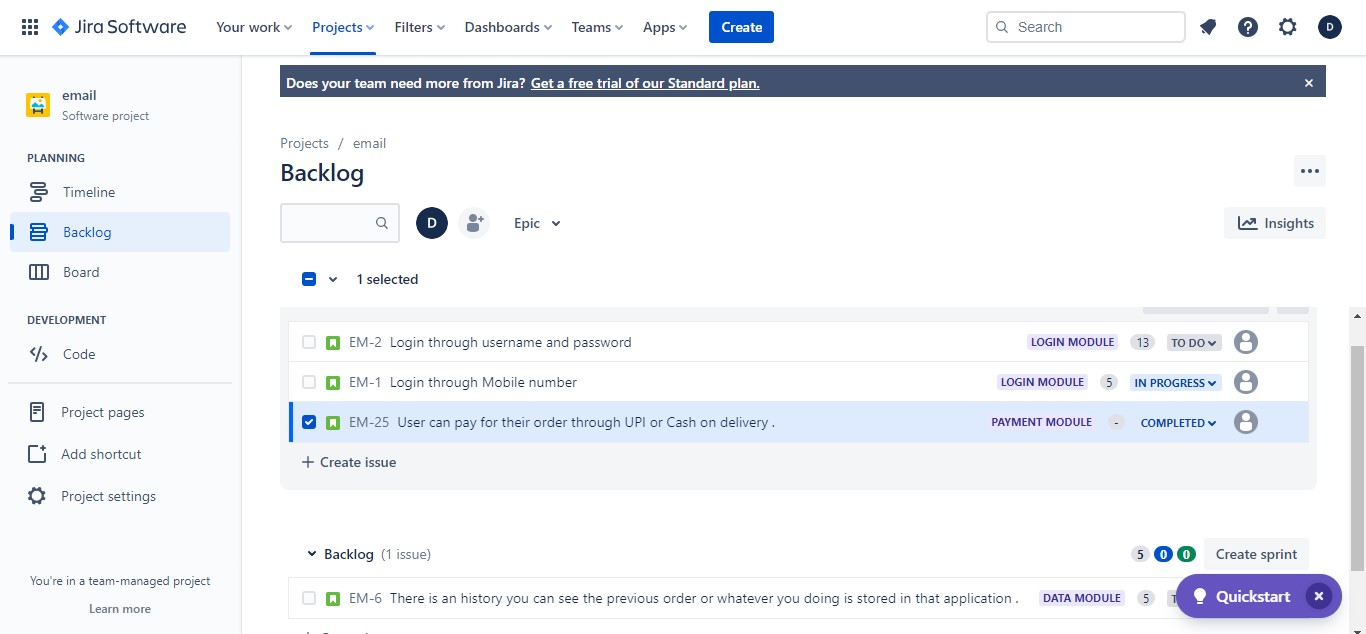 Jira Software Your work Projects Filters Dashboards Teams Apps Create Search D
email
Software project
PLANNING
Timeline
Backlog
Board
DEVELOPMENT
Code
Project pages
Add shortcut
Project settings
You're in a team-managed project
Learn more
Does your team need more from Jira? Get a free trial of our Standard plan.
Projects / email
Backlog
D Epic Insights
1 selected
EM-2 Login through username and password LOGIN MODULE 13 TO DO
EM-1 Login through Mobile number LOGIN MODULE 5 IN PROGRESS
EM-25 User can pay for their order through UPI or Cash on delivery . PAYMENT MODULE - COMPLETED
+ Create issue
Backlog (1 issue) 5 0 0 Create sprint
EM-6 There is an history you can see the previous order or whatever you doing is stored in that application . DATA MODULE 5
Quickstart